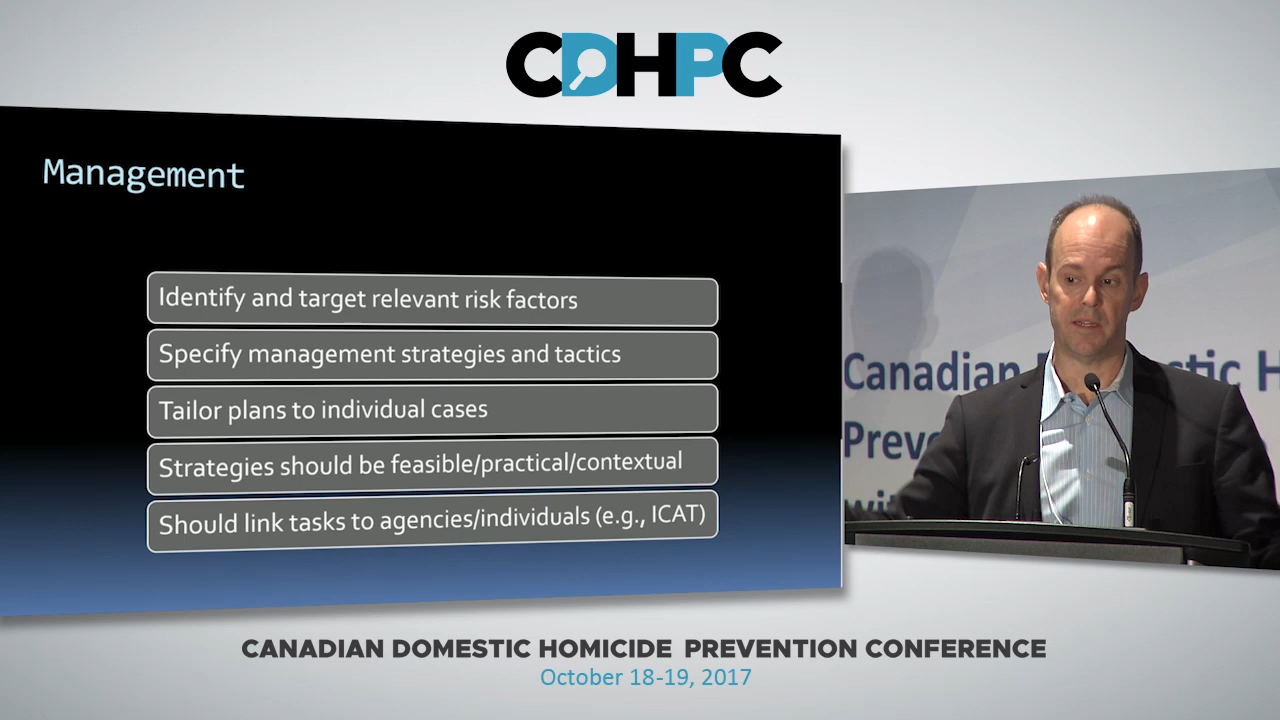 CDHPC
Management
Identify and target relevant risk factors
Specify management strategies and tactics
Tailor plans to individual cases
Strategies should be feasible/practical/contextual
Should link tasks to agencies/individuals (e.g., ICAT)
Canadian
CANADIAN DOMESTIC HOMICIDE PREVENTION CONFERENCE
October 18-19, 2017